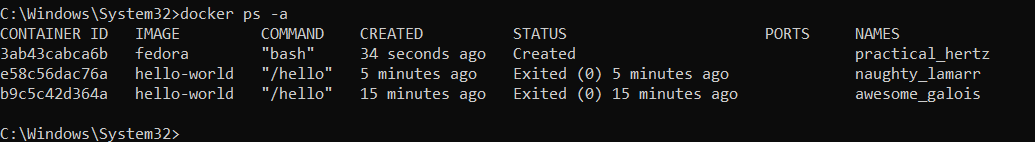 C:\Windows\System32>docker ps -a
CONTAINER ID   IMAGE         COMMAND    CREATED          STATUS                      PORTS     NAMES
3ab43cabca6b   fedora        "bash"     34 seconds ago   Created                               practical_hertz
e58c56dac76a   hello-world   "/hello"   5 minutes ago    Exited (0) 5 minutes ago              naughty_lamarr
b9c5c42d364a   hello-world   "/hello"   15 minutes ago   Exited (0) 15 minutes ago             awesome_galois
C:\Windows\System32>